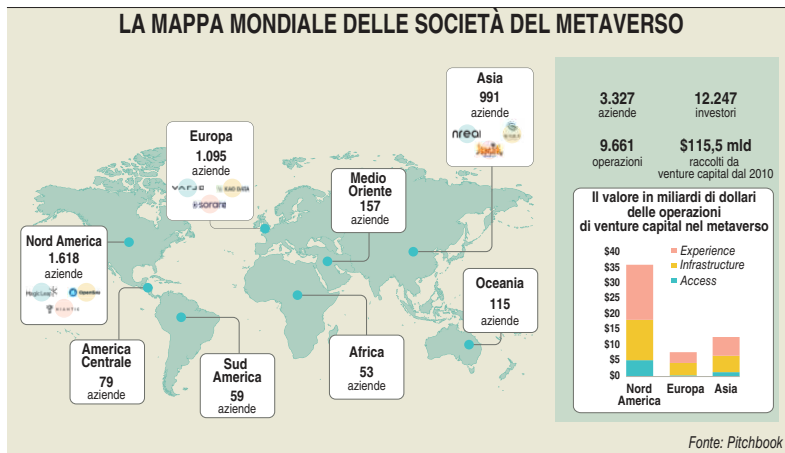 LA MAPPA MONDIALE DELLE SOCIETÀ DEL METAVERSO
Asia
991
aziende
nreal
Europa
1.095
aziende
VARJO
KAO DATA
sorare
Medio
Oriente
157
aziende
Nord America
1.618
aziende
Magic Leap
OpenSea
NIANTIC
Oceania
115
aziende
America
Centrale
79
aziende
Sud
America
59
aziende
Africa
53
aziende
3.327
aziende
12.247
investori
9.661
operazioni
$115,5 mld
raccolti da
venture capital dal 2010
Il valore in miliardi di dollari
delle operazioni
di venture capital nel metaverso
$40
$35
$30
$25
$20
$15
$10
$5
$0
Experience
Infrastructure
Access
Nord
America
Europa
Asia
Fonte: Pitchbook